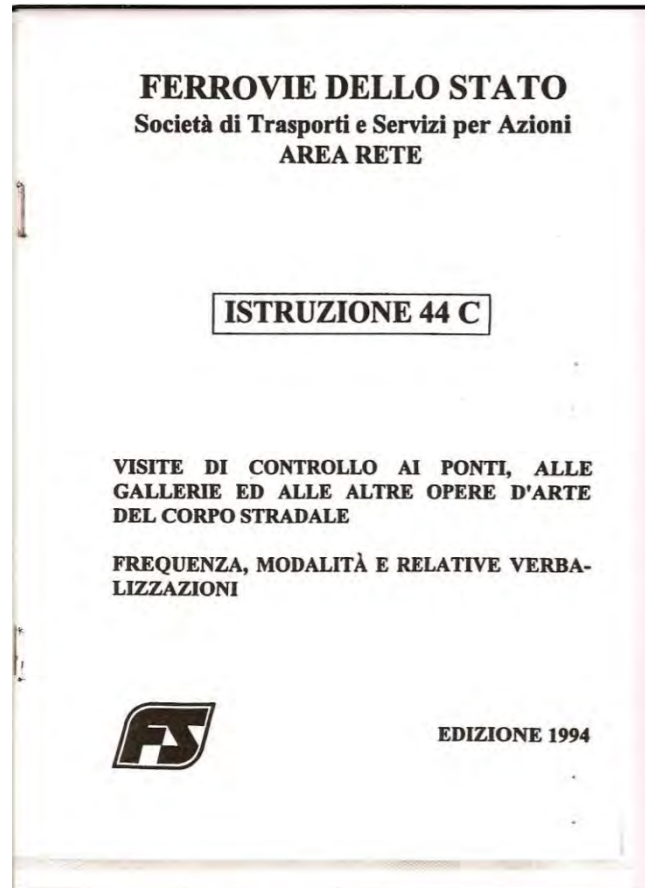 FERROVIE DELLO STATO
Società di Trasporti e Servizi per Azioni
AREA RETE
ISTRUZIONE 44 C
VISITE DI CONTROLLO AI PONTI, ALLE
GALLERIE ED ALLE ALTRE OPERE D'ARTE
DEL CORPO STRADALE
FREQUENZA, MODALITÀ E RELATIVE VERBA-
LIZZAZIONI
FS
EDIZIONE 1994